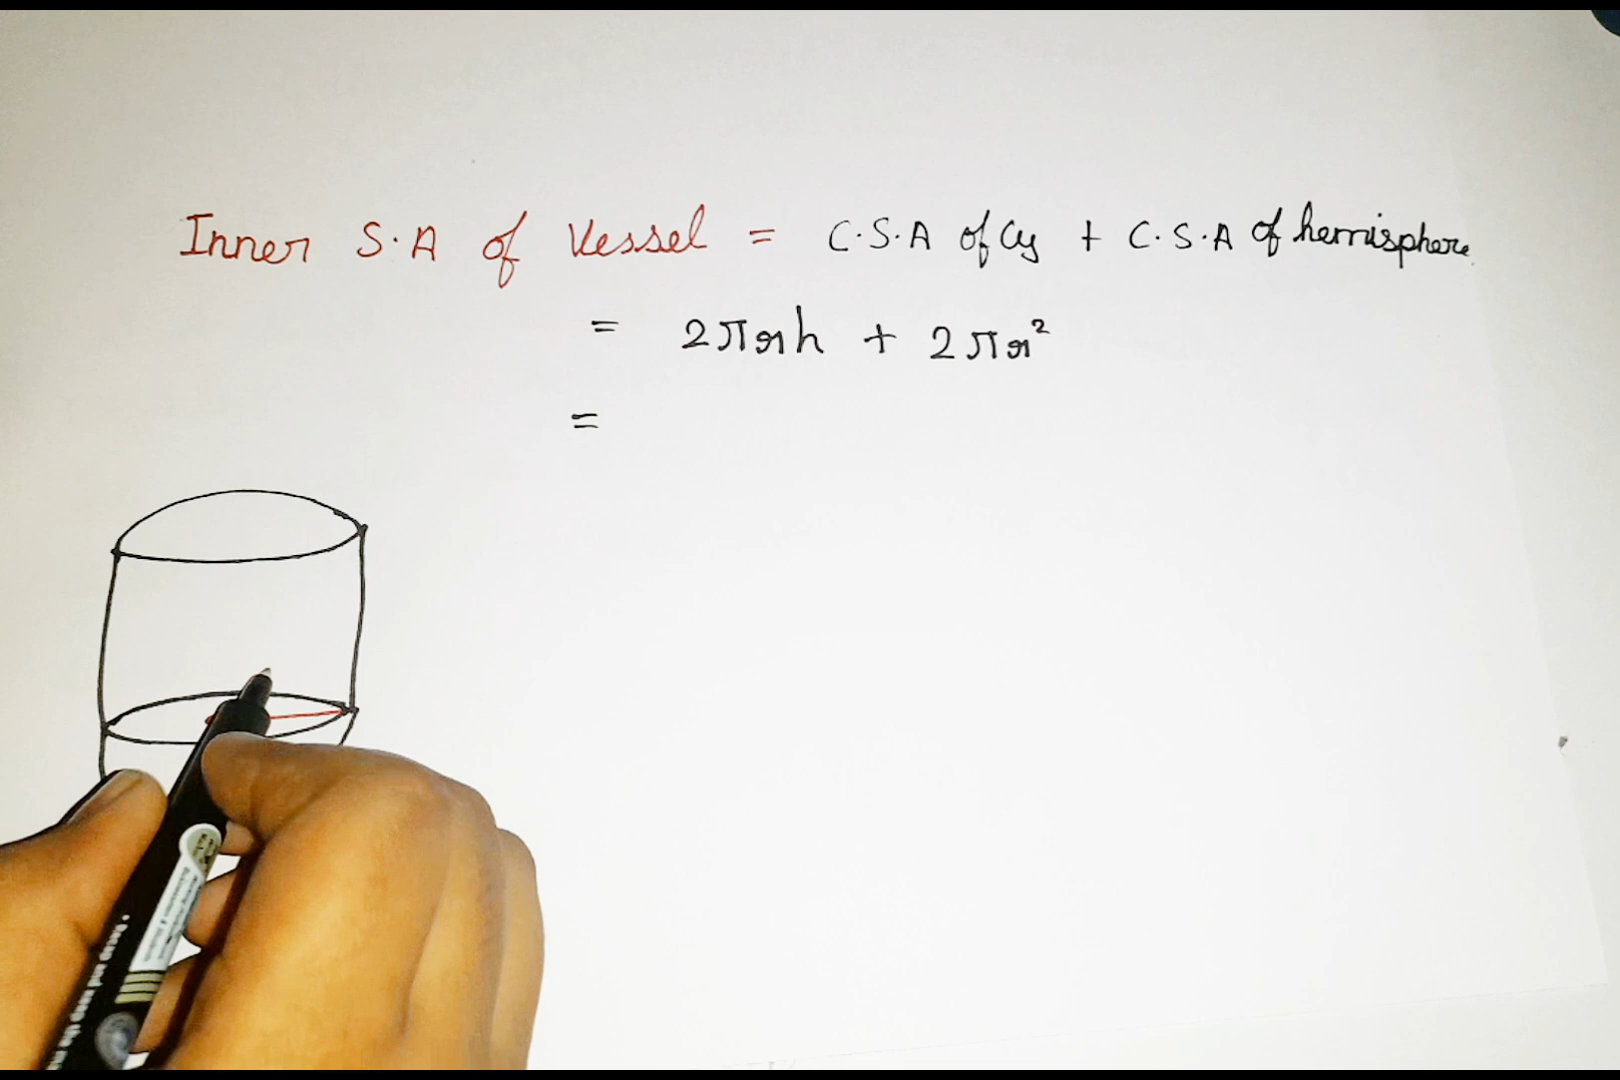 Inner S.A of Vessel = C.S.A of Cy + C.S.A of hemisphere
= 2πrh + 2πr²
=